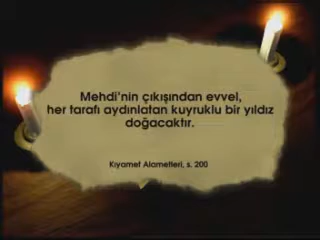 Mehdi'nin çıkışından evvel,
her tarafı aydınlatan kuyruklu bir yıldız
doğacaktır.
Kıyamet Alametleri, s. 200